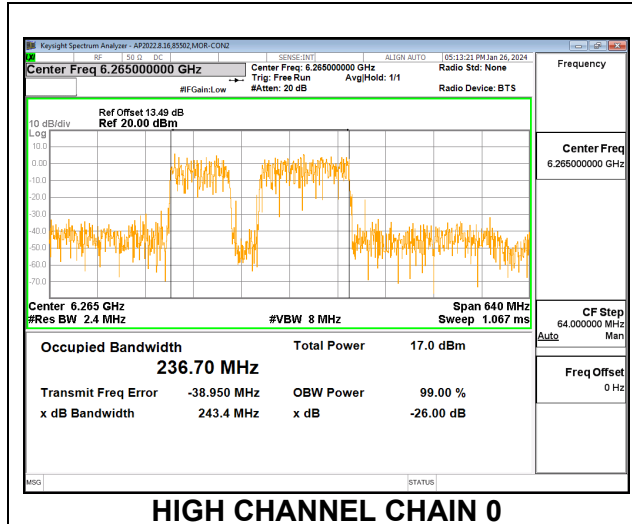 Keysight Spectrum Analyzer - AP2022.8.16,85502,MOR-CON2
RF 50 Ω DC SENSE:INT ALIGN AUTO 05:13:21 PM Jan 26, 2024
Center Freq 6.265000000 GHz Center Freq: 6.265000000 GHz Radio Std: None Frequency
Trig: Free Run Avg|Hold: 1/1
#IFGain:Low #Atten: 20 dB Radio Device: BTS
Ref Offset 13.49 dB
10 dB/div Ref 20.00 dBm
Log
10.0
0.00
-10.0
-20.0
-30.0
-40.0
-50.0
-60.0
-70.0
Center Freq
6.265000000 GHz
Center 6.265 GHz Span 640 MHz
#Res BW 2.4 MHz #VBW 8 MHz Sweep 1.067 ms
CF Step
64.000000 MHz
Auto Man
Occupied Bandwidth Total Power 17.0 dBm
236.70 MHz
Freq Offset
0 Hz
Transmit Freq Error -38.950 MHz OBW Power 99.00 %
x dB Bandwidth 243.4 MHz x dB -26.00 dB
MSG STATUS
HIGH CHANNEL CHAIN 0